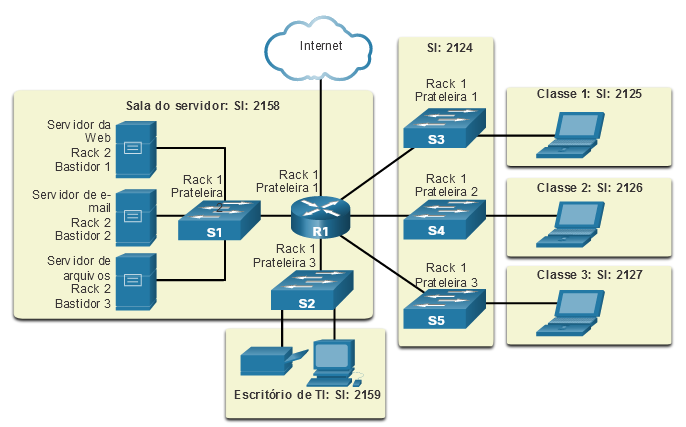 Internet
SI: 2124
Rack 1
Prateleira 1
S3
Classe 1: SI: 2125
Sala do servidor: SI: 2158
Servidor da
Web
Rack 2
Bastidor 1
Rack 1
Prateleira
2
S1
Rack 1
Prateleira 1
R1
Servidor de e-
mail
Rack 2
Bastidor 2
Rack 1
Prateleira 2
S4
Classe 2: SI: 2126
Servidor de
arquivos
Rack 2
Bastidor 3
Rack 1
Prateleira 3
S2
Rack 1
Prateleira 3
S5
Classe 3: SI: 2127
Escritório de TI: SI: 2159